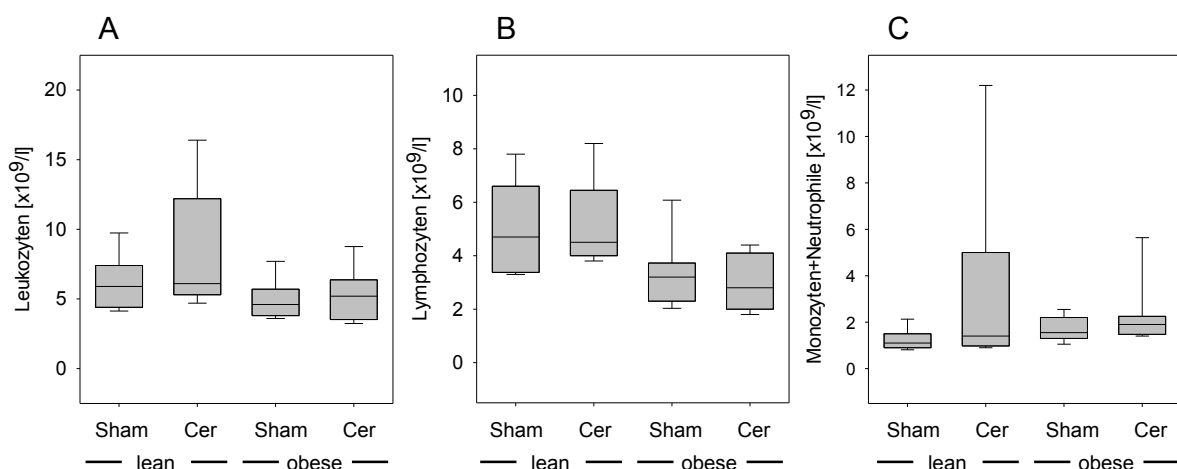 A
Leukozyten [x10⁹/l]
20
15
10
5
0
Sham Cer Sham Cer
lean obese
B
Lymphozyten [x10⁹/l]
10
8
6
4
2
0
Sham Cer Sham Cer
lean obese
C
Monozyten+Neutrophile [x10⁹/l]
12
10
8
6
4
2
0
Sham Cer Sham Cer
lean obese